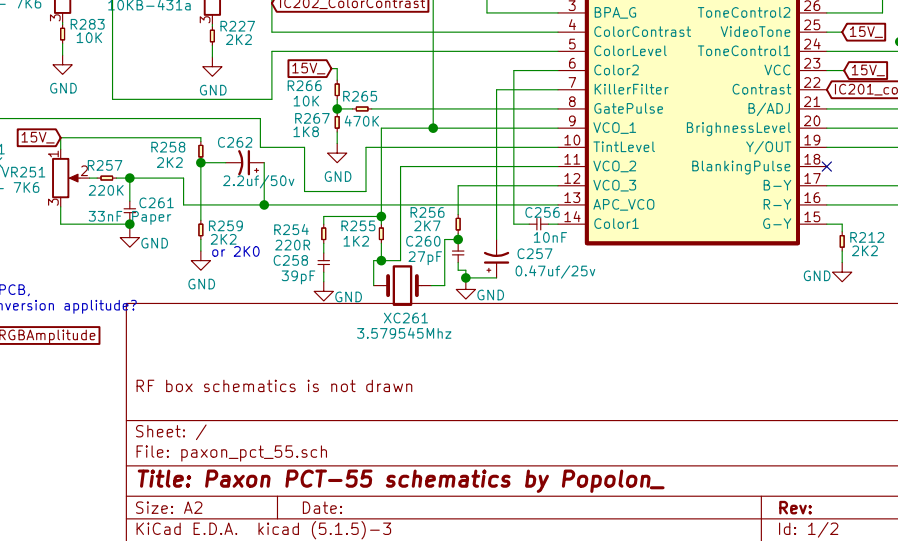 - 7K6
3
R283
10K
GND
10KB-431a
3
R227
2K2
GND
IC202_ColorContrast
3
4
5
6
7
8
9
10
11
12
13
14
BPA_G
ColorContrast
ColorLevel
Color2
KillerFilter
GatePulse
VCO_1
TintLevel
VCO_2
VCO_3
APC_VCO
Color1
ToneControl2
VideoTone
ToneControl1
VCC
Contrast
B/ADJ
BrighnessLevel
Y/OUT
BlankingPulse
B-Y
R-Y
G-Y
26
25
24
23
22
21
20
19
18
17
16
15
15V_
15V_
IC201_co
15V_
R266
10K
R265
470K
R267
1K8
GND
15V_
1
VR251
- 7K6
1
2
3
R257
220K
C261
33nF Paper
GND
R258
2K2
C262
2.2uf/50v
R259
2K2
or 2K0
GND
R254
220R
C258
39pF
GND
R255
1K2
R256
2K7
C260
27pF
GND
C256
10nF
C257
0.47uf/25v
R212
2K2
GND
XC261
3.579545Mhz
PCB,
nversion applitude?
RGBAmplitude
RF box schematics is not drawn
Sheet: /
File: paxon_pct_55.sch
Title: Paxon PCT-55 schematics by Popolon_
Size: A2
Date:
Rev:
KiCad E.D.A. kicad (5.1.5)-3
Id: 1/2